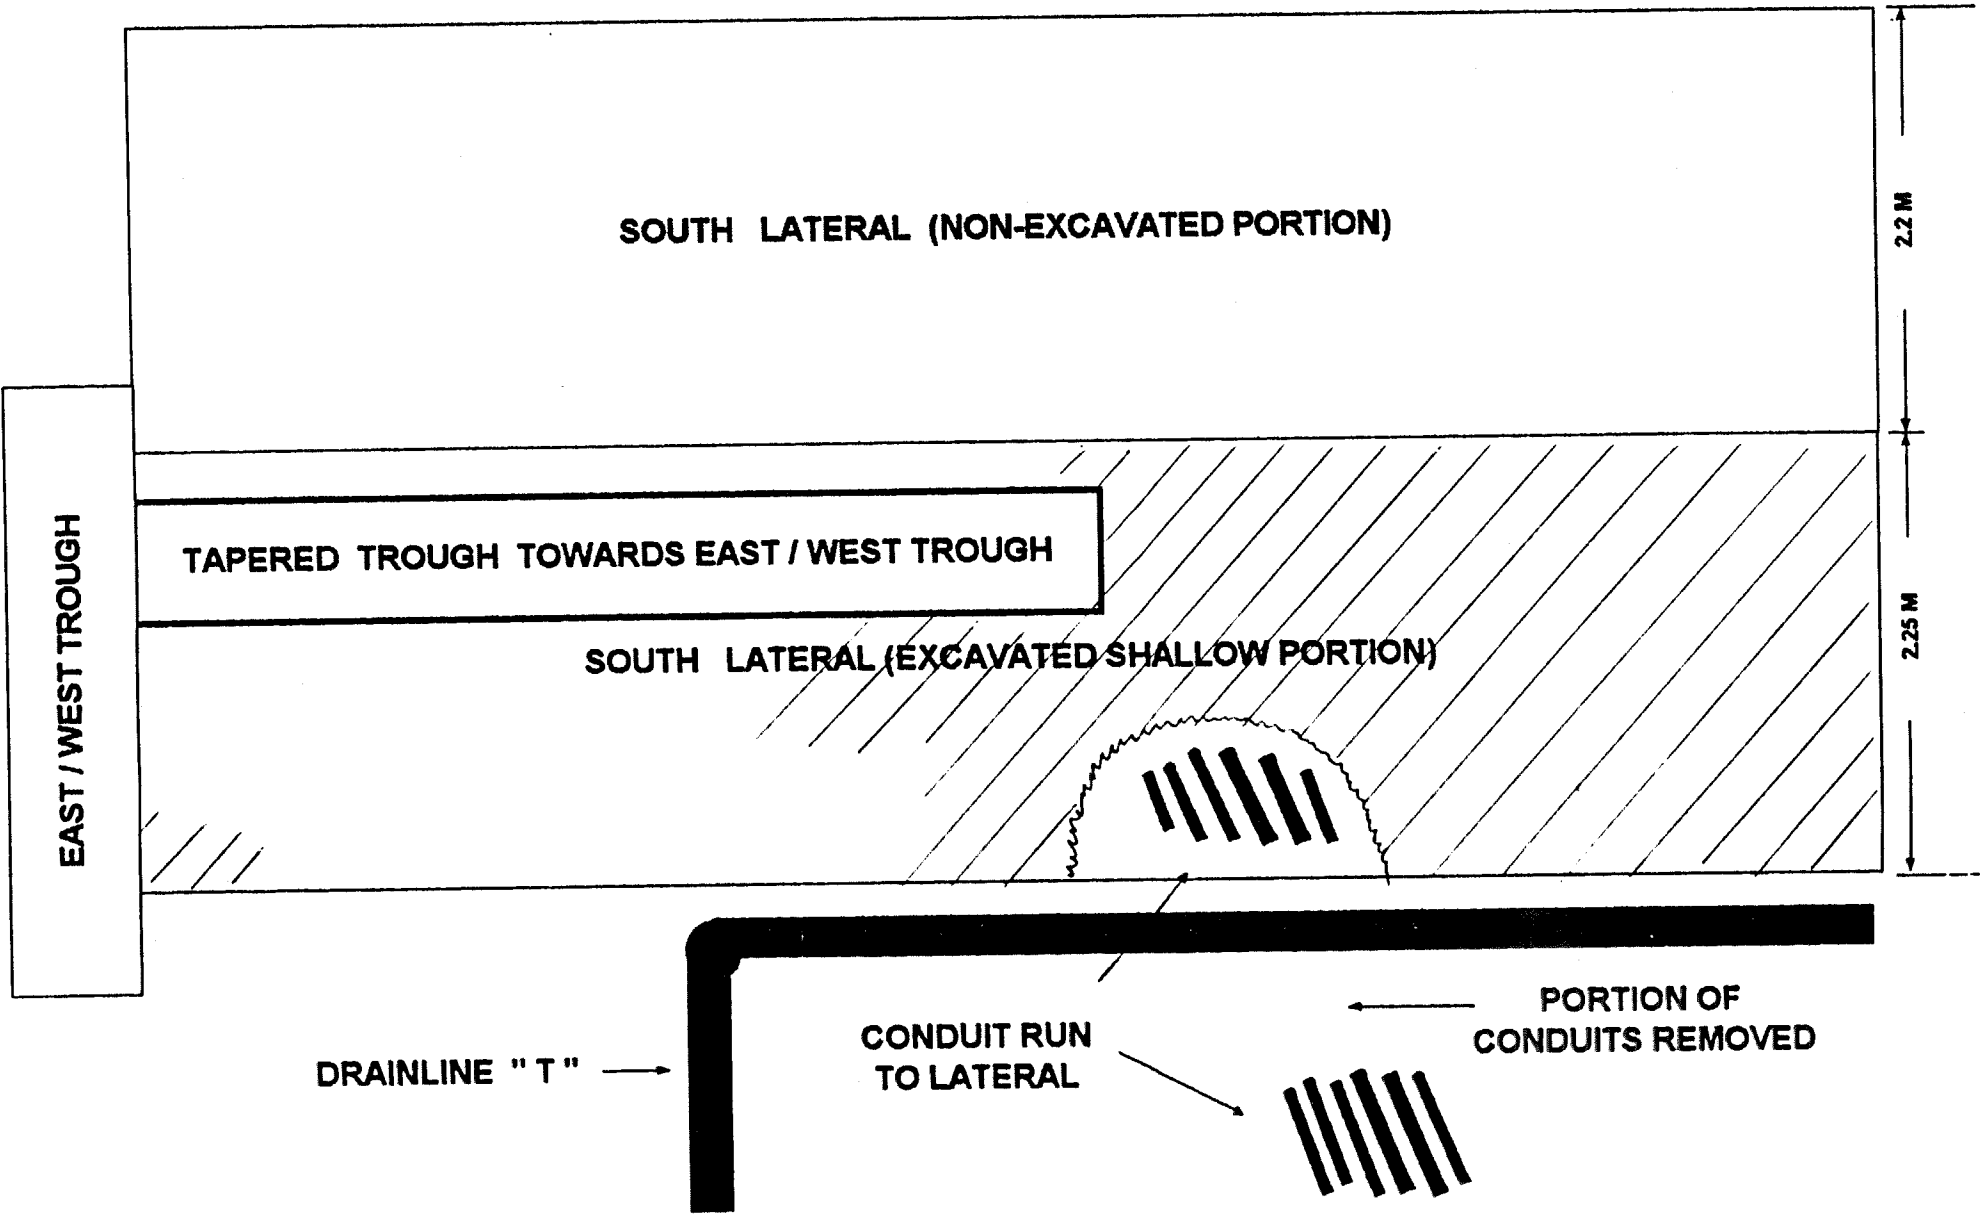 SOUTH LATERAL (NON-EXCAVATED PORTION)
2.2 M
EAST / WEST TROUGH
TAPERED TROUGH TOWARDS EAST / WEST TROUGH
SOUTH LATERAL (EXCAVATED SHALLOW PORTION)
2.25 M
DRAINLINE " T "
CONDUIT RUN
TO LATERAL
PORTION OF
CONDUITS REMOVED